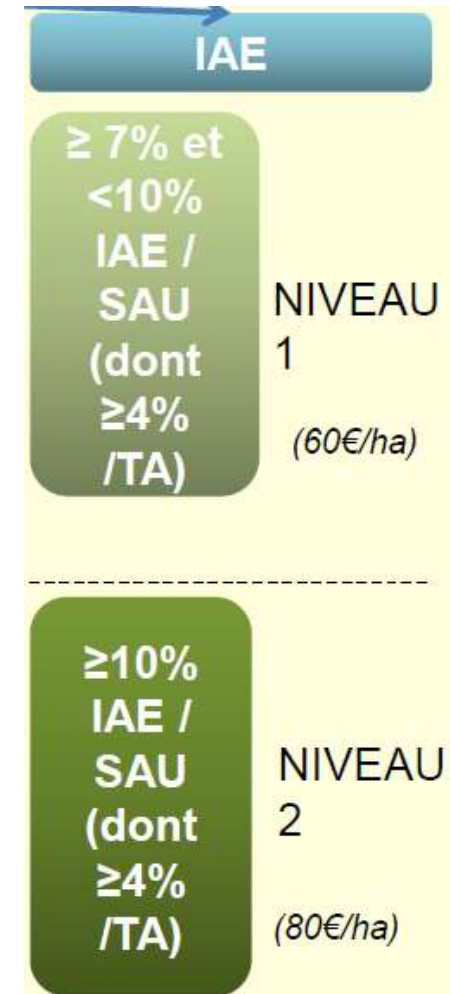 IAE
≥ 7% et
<10%
IAE /
SAU
(dont
≥4%
/TA)
NIVEAU
1
(60€/ha)
≥10%
IAE /
SAU
(dont
≥4%
/TA)
NIVEAU
2
(80€/ha)